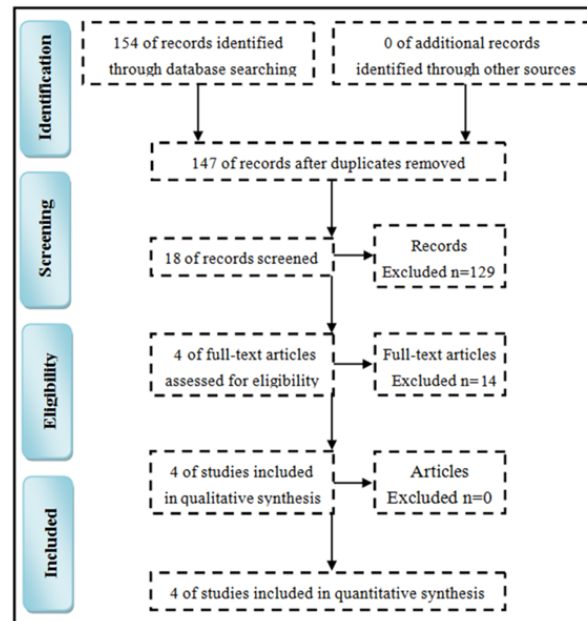 Identification
154 of records identified
through database searching
0 of additional records
identified through other sources
147 of records after duplicates removed
Screening
18 of records screened
Records
Excluded n=129
Eligibility
4 of full-text articles
assessed for eligibility
Full-text articles
Excluded n=14
Included
4 of studies included
in qualitative synthesis
Articles
Excluded n=0
4 of studies included in quantitative synthesis